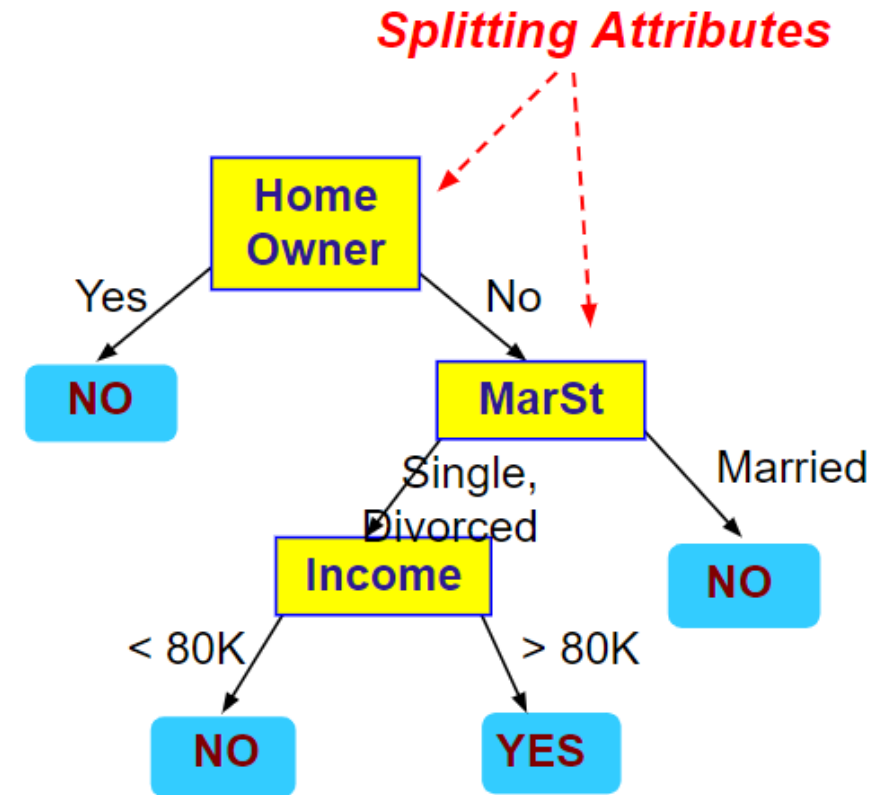 Splitting Attributes
Home
Owner
Yes
No
NO
MarSt
Single,
Divorced
Married
Income
NO
< 80K
> 80K
NO
YES